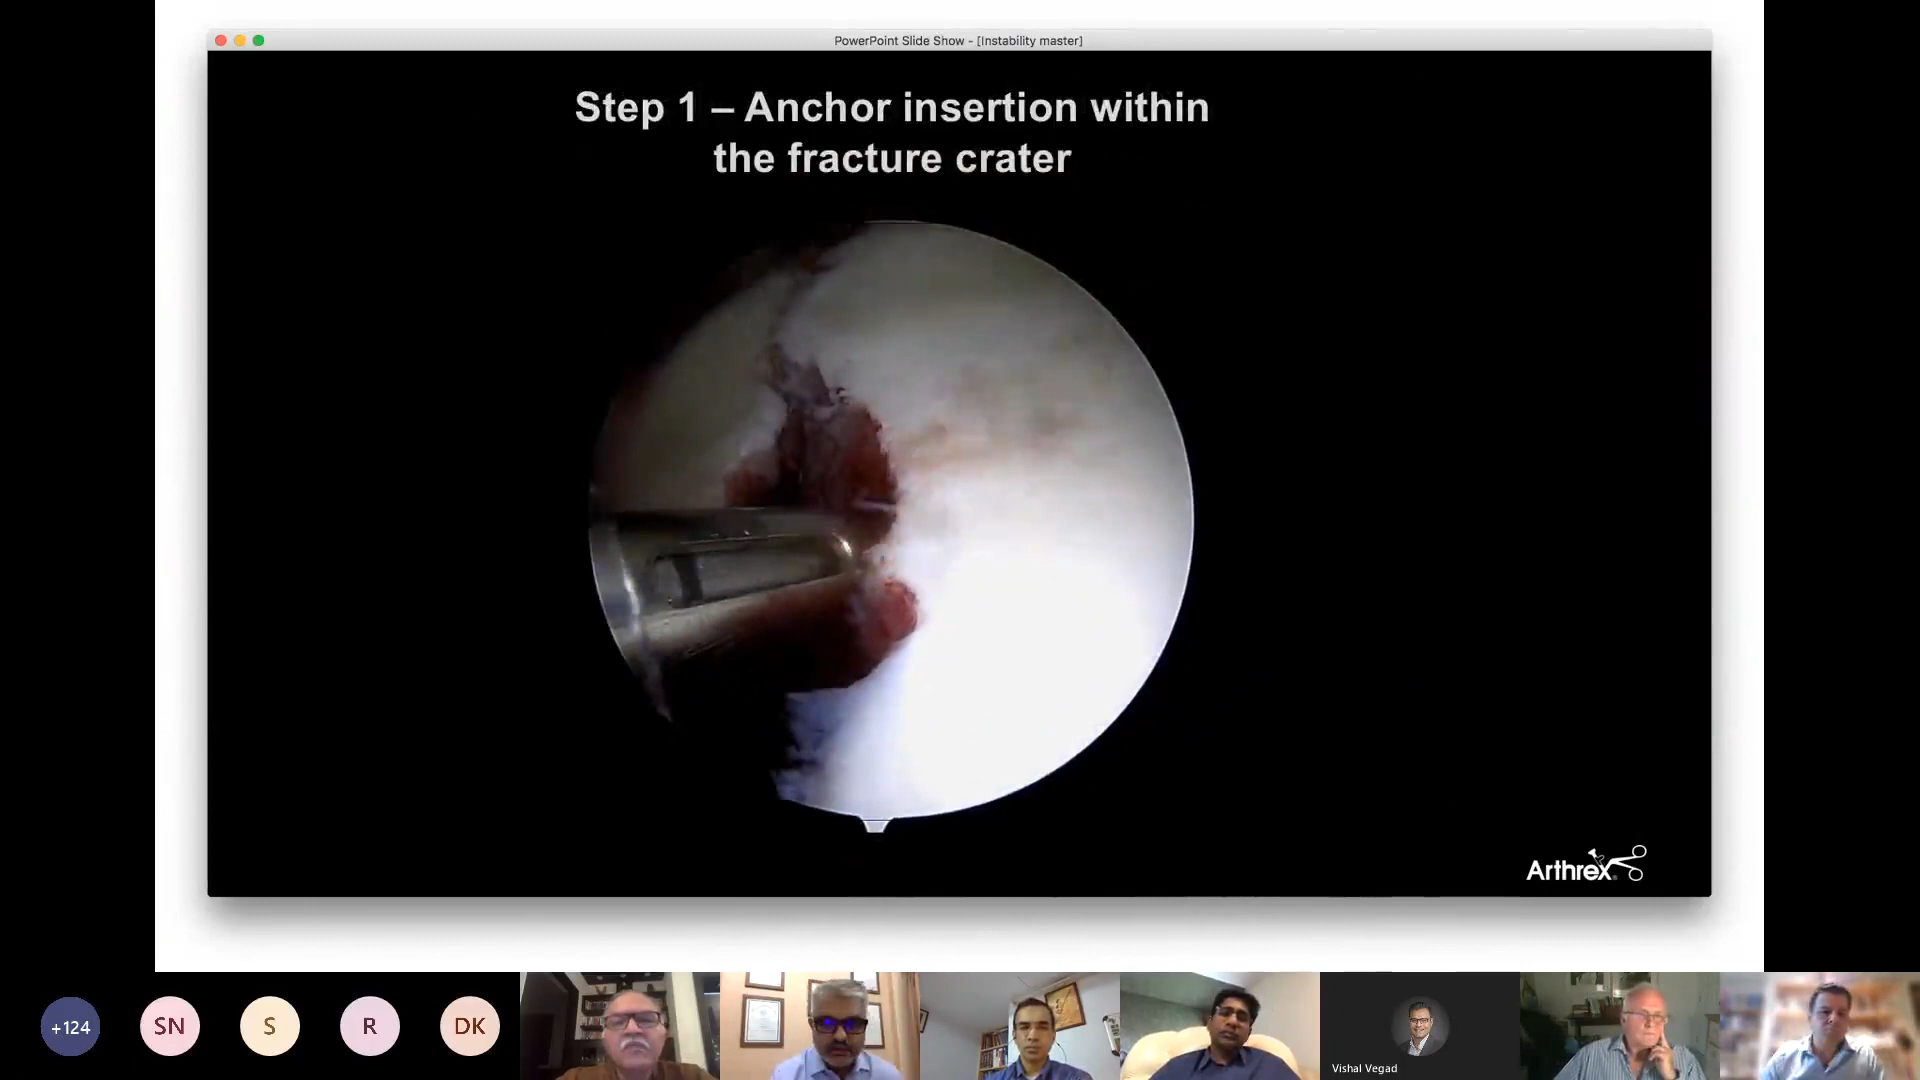 PowerPoint Slide Show - [Instability master]
Step 1 – Anchor insertion within
the fracture crater
Arthrex
+124
SN
S
R
DK
Vishal Vegad